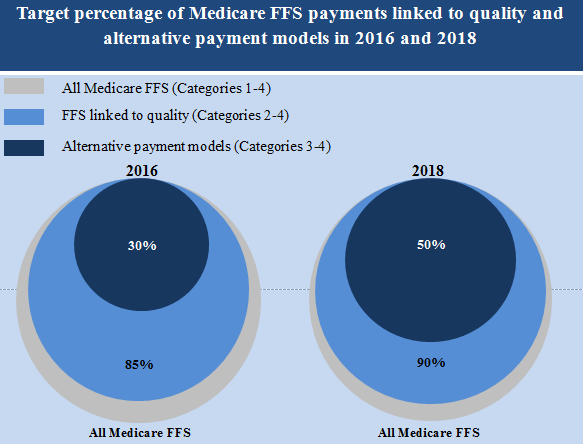 Target percentage of Medicare FFS payments linked to quality and
alternative payment models in 2016 and 2018
All Medicare FFS (Categories 1-4)
FFS linked to quality (Categories 2-4)
Alternative payment models (Categories 3-4)
2016
2018
30%
50%
85%
90%
All Medicare FFS
All Medicare FFS